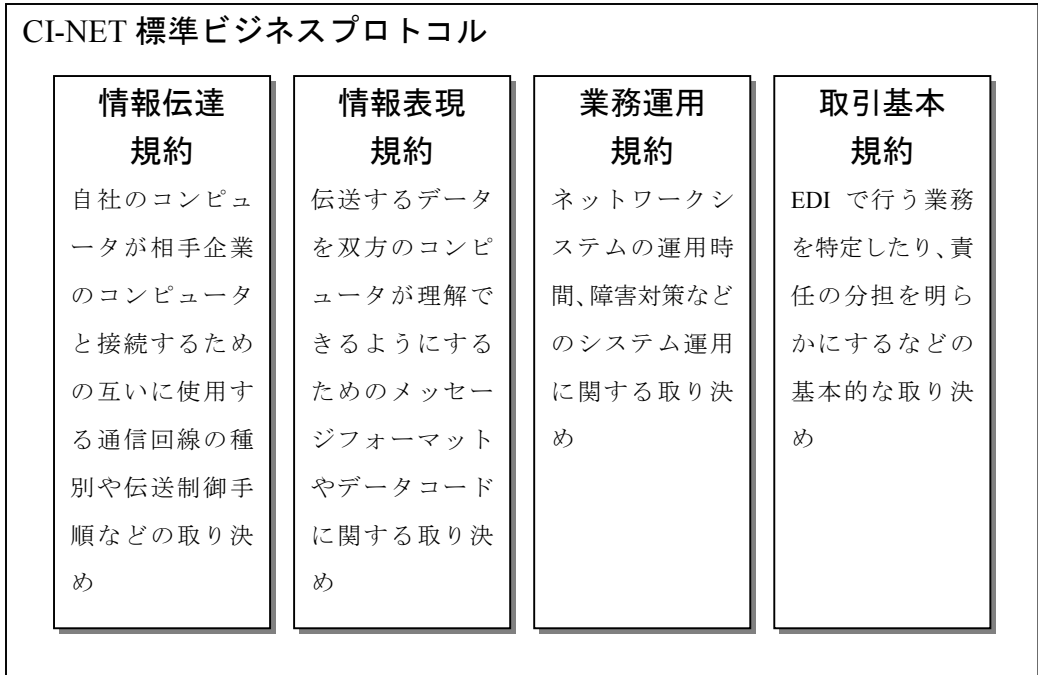 CI-NET 標準ビジネスプロトコル
情報伝達
規約
自社のコンピュ
ータが相手企業
のコンピュータ
と接続するため
の互いに使用す
る通信回線の種
別や伝送制御手
順などの取り決
め
情報表現
規約
伝送するデータ
を双方のコンピ
ュータが理解で
きるようにする
ためのメッセー
ジフォーマット
やデータコード
に関する取り決
め
業務運用
規約
ネットワークシ
ステムの運用時
間、障害対策など
のシステム運用
に関する取り決
め
取引基本
規約
EDI で行う業務
を特定したり、責
任の分担を明ら
かにするなどの
基本的な取り決
め